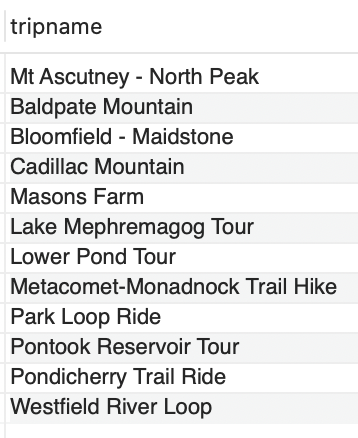 tripname
Mt Ascutney - North Peak
Baldpate Mountain
Bloomfield - Maidstone
Cadillac Mountain
Masons Farm
Lake Mephremagog Tour
Lower Pond Tour
Metacomet-Monadnock Trail Hike
Park Loop Ride
Pontook Reservoir Tour
Pondicherry Trail Ride
Westfield River Loop